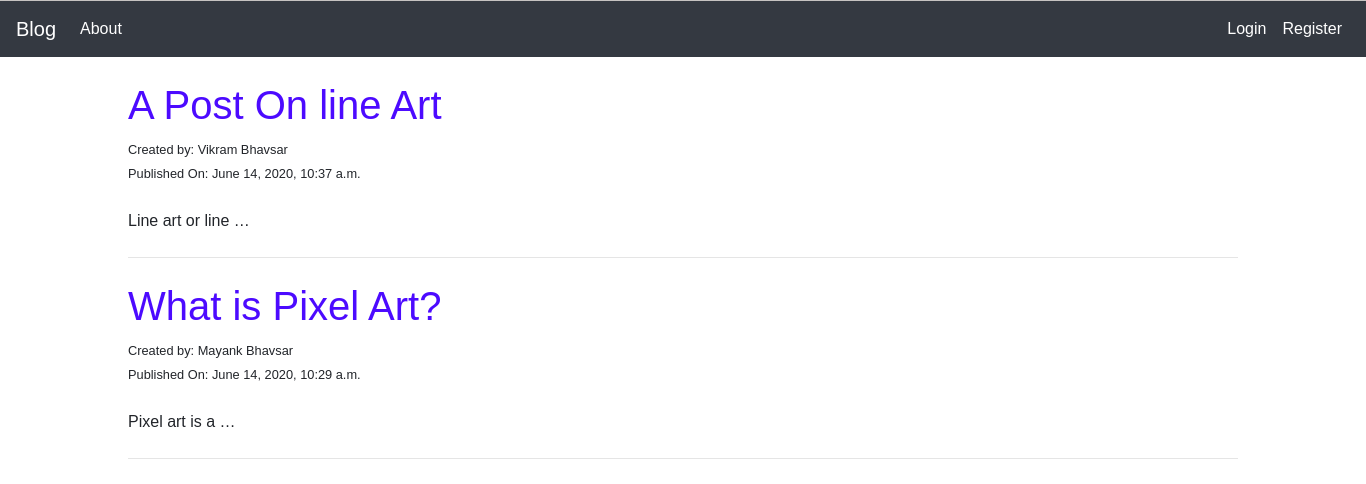 Blog About Login Register
A Post On line Art
Created by: Vikram Bhavsar
Published On: June 14, 2020, 10:37 a.m.
Line art or line …
What is Pixel Art?
Created by: Mayank Bhavsar
Published On: June 14, 2020, 10:29 a.m.
Pixel art is a …